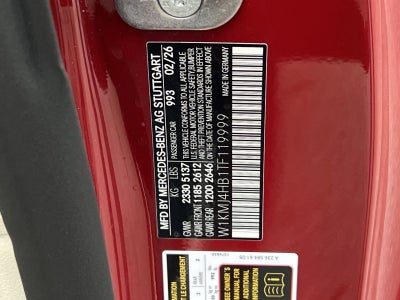 MFD BY MERCEDES-BENZ AG STUTTGART
PASSENGER CAR 993 02/26
KG LBS
GVWR 2330 5137
GAWR FRONT 1185 2612
GAWR REAR 1200 2646
THIS VEHICLE CONFORMS TO ALL APPLICABLE
U.S. FEDERAL MOTOR VEHICLE SAFETY, BUMPER
AND THEFT PREVENTION STANDARDS IN EFFECT
ON THE DATE OF MANUFACTURE SHOWN ABOVE
MADE IN GERMANY
W1KMJ4HB1TF119999